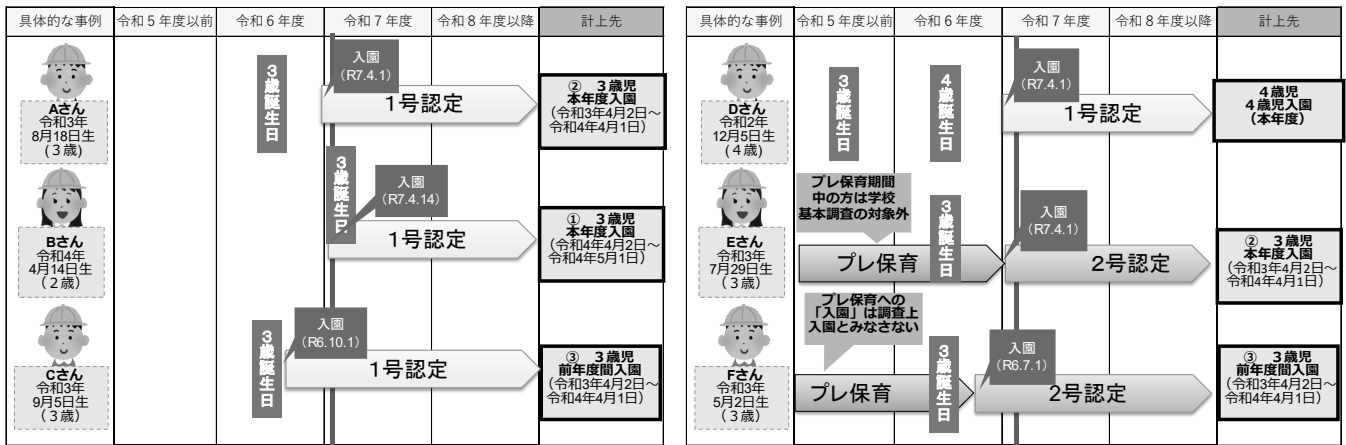 具体的な事例 令和５年度以前 令和６年度 令和７年度 令和８年度以降 計上先
Aさん
令和3年
8月18日生
(３歳)
３歳誕生日
入園
（R7.4.1）
1号認定
② ３歳児
本年度入園
（令和3年4月2日～
令和4年4月1日）
Bさん
令和4年
4月14日生
（２歳）
３歳誕生日
入園
（R7.4.14）
1号認定
① ３歳児
本年度入園
（令和4年4月2日～
令和4年5月1日）
Cさん
令和3年
9月5日生
（３歳）
３歳誕生日
入園
（R6.10.1）
1号認定
③ ３歳児
前年度間入園
（令和3年4月2日～
令和4年4月1日）
具体的な事例 令和５年度以前 令和６年度 令和７年度 令和８年度以降 計上先
Dさん
令和2年
12月5日生
(４歳)
３歳誕生日
４歳誕生日
入園
（R7.4.1）
1号認定
４歳児
４歳児入園
（本年度）
プレ保育期間
中の方は学校
基本調査の対象外
Eさん
令和3年
7月29日生
（３歳）
プレ保育
３歳誕生日
入園
（R7.4.1）
2号認定
② ３歳児
本年度入園
（令和3年4月2日～
令和4年4月1日）
プレ保育への
「入園」は調査上
入園とみなさない
Fさん
令和3年
5月2日生
（３歳）
プレ保育
３歳誕生日
入園
（R6.7.1）
2号認定
③ ３歳児
前年度間入園
（令和3年4月2日～
令和4年4月1日）